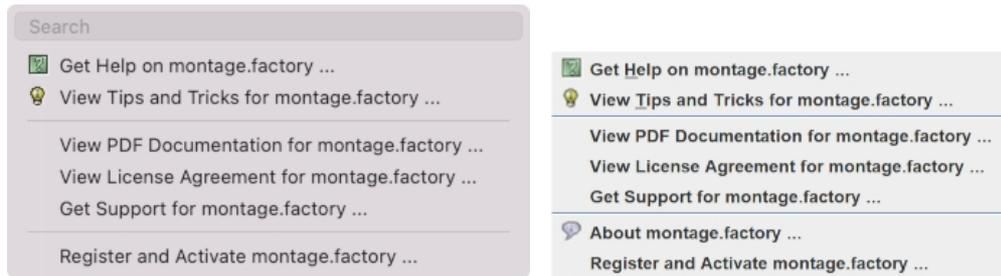 Search
Get Help on montage.factory ...
View Tips and Tricks for montage.factory ...
View PDF Documentation for montage.factory ...
View License Agreement for montage.factory ...
Get Support for montage.factory ...
Register and Activate montage.factory ...
Get Help on montage.factory ...
View Tips and Tricks for montage.factory ...
View PDF Documentation for montage.factory ...
View License Agreement for montage.factory ...
Get Support for montage.factory ...
About montage.factory ...
Register and Activate montage.factory ...